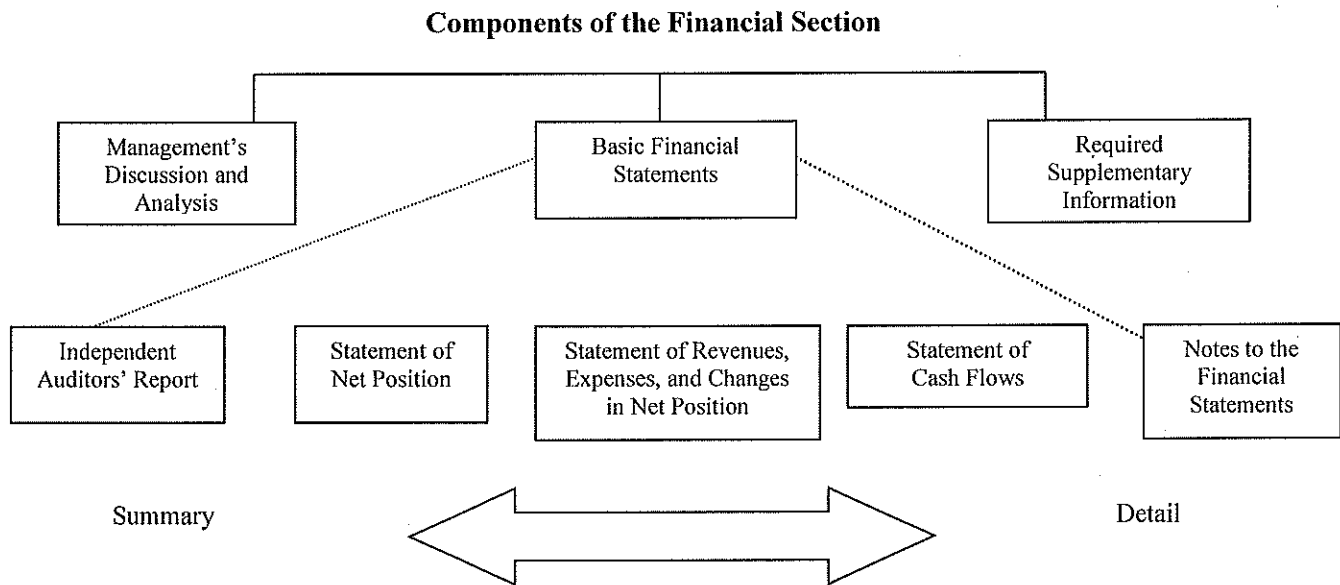 Components of the Financial Section
Management’s
Discussion and
Analysis
Basic Financial
Statements
Required
Supplementary
Information
Independent
Auditors’ Report
Statement of
Net Position
Statement of Revenues,
Expenses, and Changes
in Net Position
Statement of
Cash Flows
Notes to the
Financial
Statements
Summary
Detail